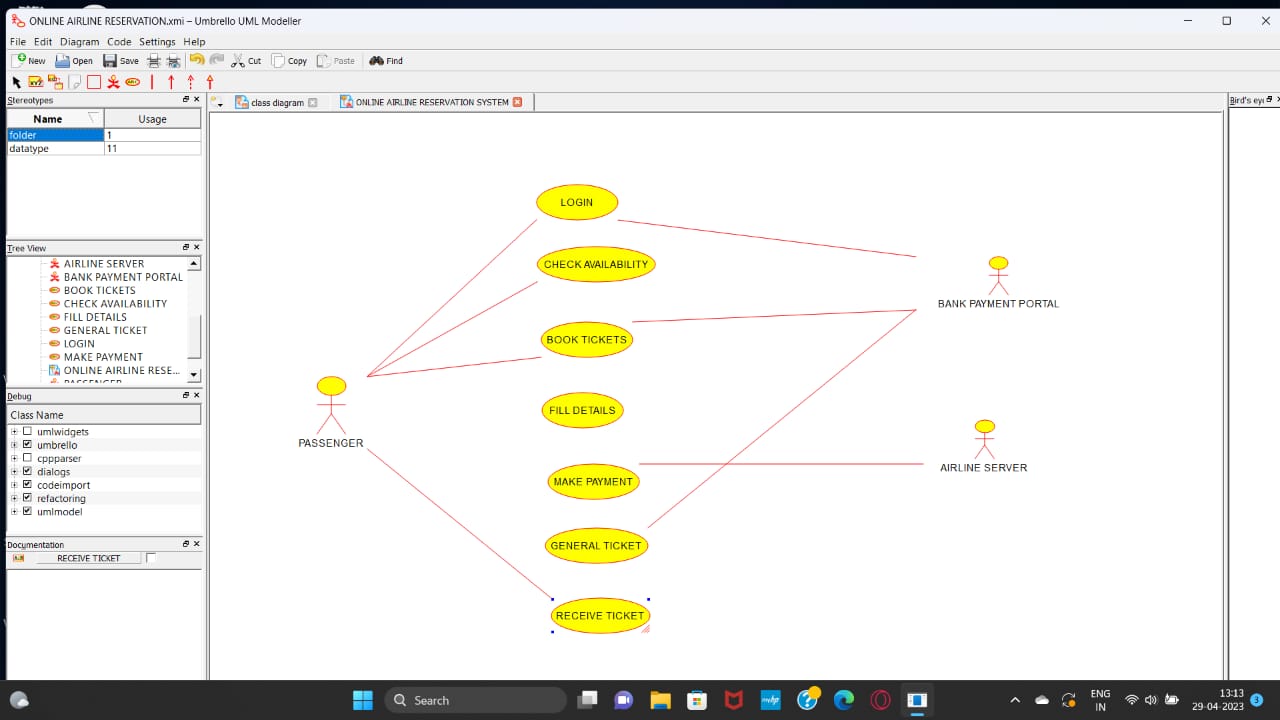 ONLINE AIRLINE RESERVATION.xmi – Umbrello UML Modeller
File Edit Diagram Code Settings Help
New Open Save Cut Copy Paste Find
Stereotypes
class diagram
ONLINE AIRLINE RESERVATION SYSTEM
Bird's ey
Name Usage
folder 1
datatype 11
Tree View
AIRLINE SERVER
BANK PAYMENT PORTAL
BOOK TICKETS
CHECK AVAILABILITY
FILL DETAILS
GENERAL TICKET
LOGIN
MAKE PAYMENT
ONLINE AIRLINE RESE...
PASSENGER
Debug
Class Name
umlwidgets
umbrello
cppparser
dialogs
codeimport
refactoring
umlmodel
Documentation
RECEIVE TICKET
LOGIN
CHECK AVAILABILITY
BANK PAYMENT PORTAL
BOOK TICKETS
FILL DETAILS
PASSENGER
AIRLINE SERVER
MAKE PAYMENT
GENERAL TICKET
RECEIVE TICKET
Search
ENG
IN
13:13
29-04-2023
3